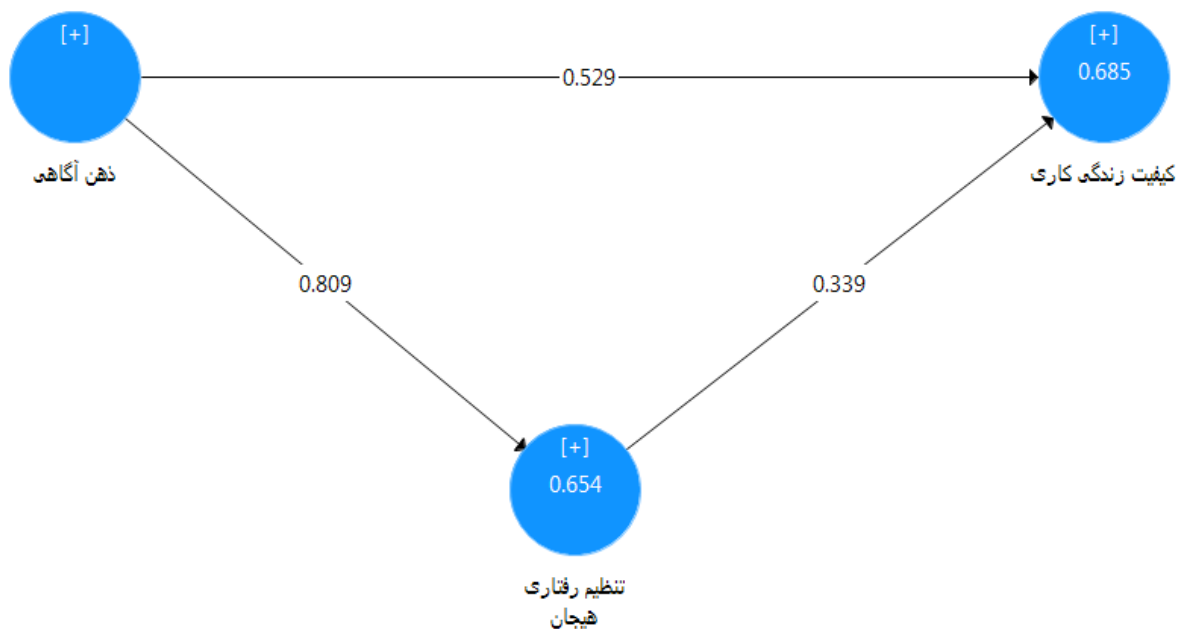 [+]
[+]
0.685
0.529
ذهن آگاهی
کیفیت زندگی کاری
0.809
0.339
[+]
0.654
تنظیم رفتاری
هیجان